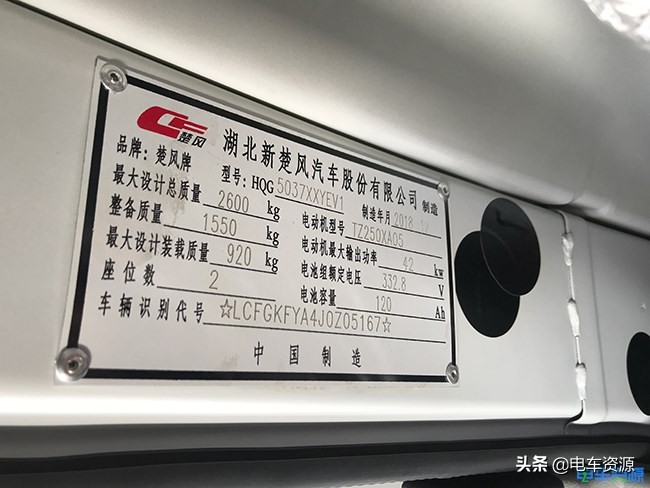 楚风
湖北新楚风汽车股份有限公司 制造
品牌：楚风牌 型号：HQG5037XXYEV1 制造年月 2018
最大设计总质量 2600 kg 电动机型号 TZ250XA05
整备质量 1550 kg 电动机最大输出功率 42 kw
最大设计装载质量 920 kg 电池组额定电压 332.8 V
座位数 2 电池容量 120 Ah
车辆识别代号 ☆LCFGKFYA4J0Z05167☆
中国制造
头条 @电车资源